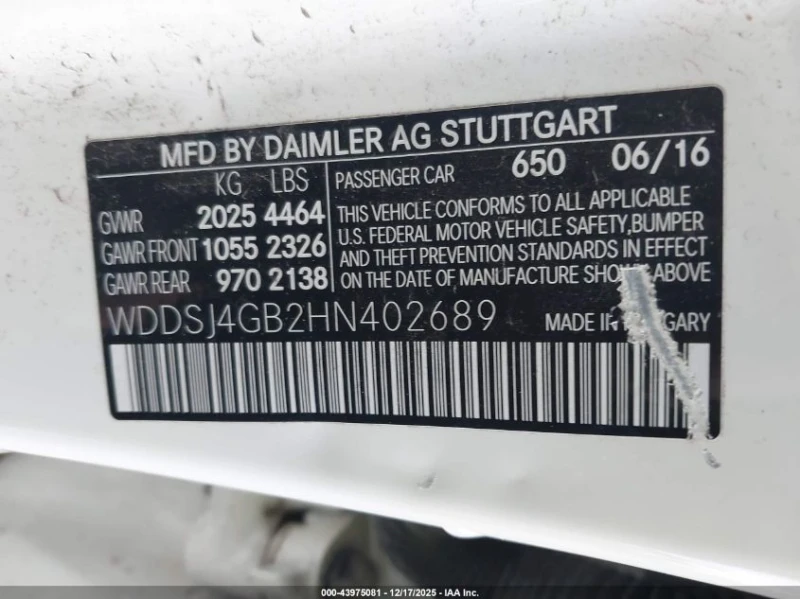 MFD BY DAIMLER AG STUTTGART
KG LBS
GVWR 2025 4464
GAWR FRONT 1055 2326
GAWR REAR 970 2138
PASSENGER CAR 650 06/16
THIS VEHICLE CONFORMS TO ALL APPLICABLE
U.S. FEDERAL MOTOR VEHICLE SAFETY,BUMPER
AND THEFT PREVENTION STANDARDS IN EFFECT
ON THE DATE OF MANUFACTURE SHOWN ABOVE
WDDSJ4GB2HN402689
MADE IN
000-43975081 - 12/17/2025 - IAA Inc.